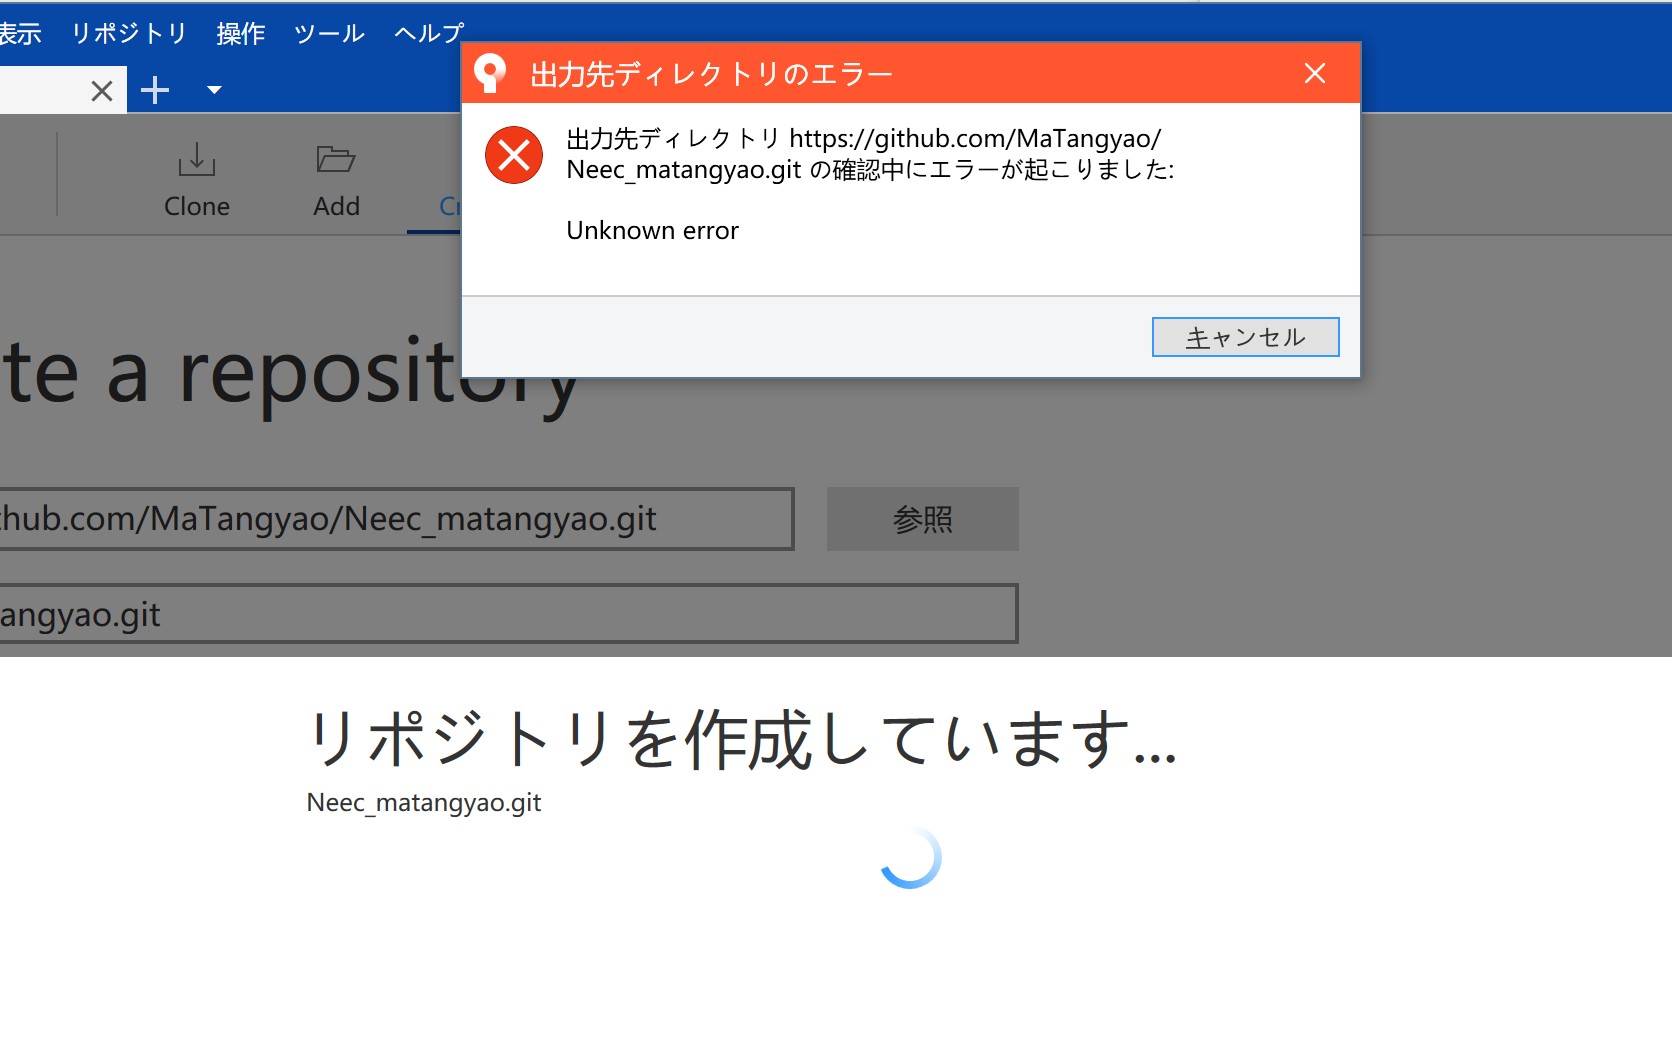 表示 リポジトリ 操作 ツール ヘルプ
出力先ディレクトリのエラー
出力先ディレクトリ https://github.com/MaTangyao/
Neec_matangyao.git の確認中にエラーが起こりました:
Unknown error
キャンセル
Clone Add
te a repository
hub.com/MaTangyao/Neec_matangyao.git 参照
angyao.git
リポジトリを作成しています...
Neec_matangyao.git